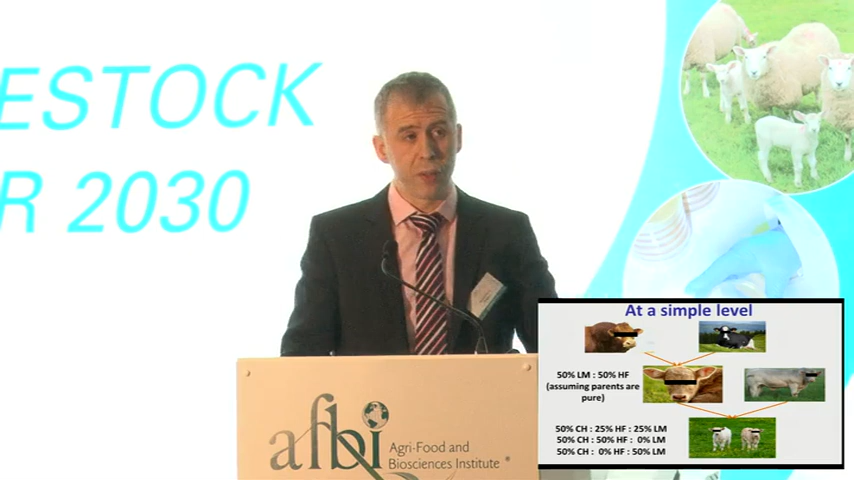 ESTOCK
R 2030
afbi
Agri-Food and
Biosciences Institute
At a simple level
50% LM : 50% HF
(assuming parents are
pure)
50% CH : 25% HF : 25% LM
50% CH : 50% HF : 0% LM
50% CH : 0% HF : 50% LM